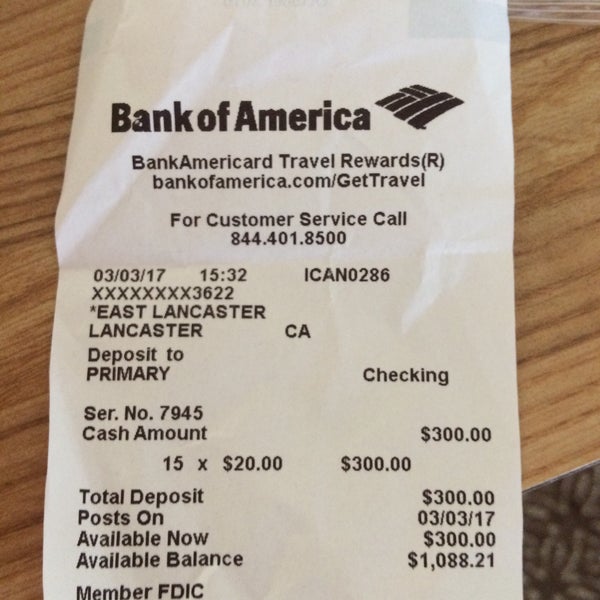 Bank of America
BankAmericard Travel Rewards(R)
bankofamerica.com/GetTravel
For Customer Service Call
844.401.8500
03/03/17 15:32 ICAN0286
XXXXXXXX3622
*EAST LANCASTER
LANCASTER CA
Deposit to
PRIMARY Checking
Ser. No. 7945
Cash Amount $300.00
15 x $20.00 $300.00
Total Deposit $300.00
Posts On 03/03/17
Available Now $300.00
Available Balance $1,088.21
Member FDIC